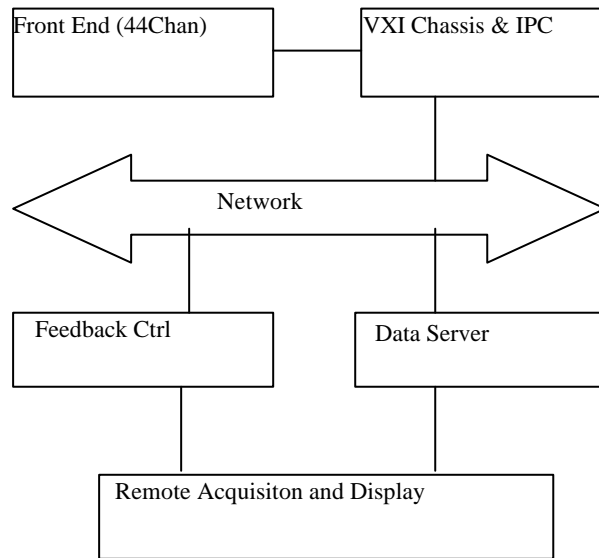 Front End (44Chan)
VXI Chassis & IPC
Network
Feedback Ctrl
Data Server
Remote Acquisiton and Display